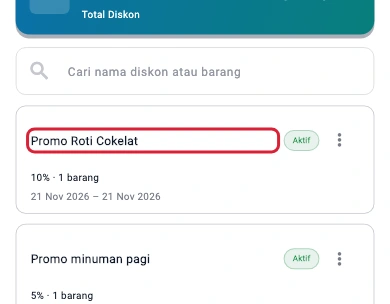 Total Diskon
Cari nama diskon atau barang
Promo Roti Cokelat
Aktif
10% · 1 barang
21 Nov 2026 – 21 Nov 2026
Promo minuman pagi
Aktif
5% · 1 barang